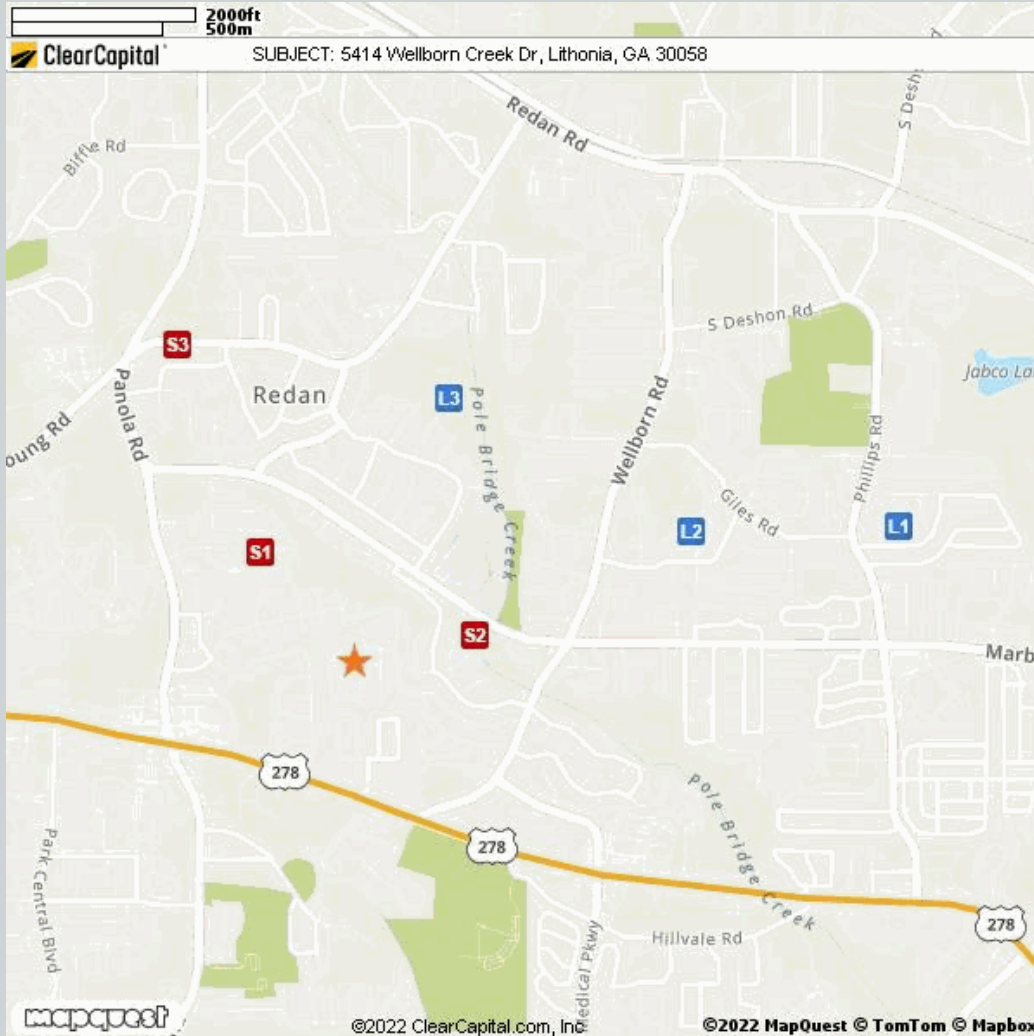 2000ft
500m
ClearCapital
SUBJECT: 5414 Wellborn Creek Dr, Lithonia, GA 30058
Redan Rd
S Desh
d
Biffle Rd
S Deshon Rd
S3
Redan
L3
Jabco La
Panola Rd
oung Rd
Pole Bridge Creek
Wellborn Rd
Phillips Rd
Giles Rd
L2
L1
S1
S2
Marb
278
Pole Bridge Creek
278
Park Central Blvd
278
Hillvale Rd
edical Pkwy
mapquest
©2022 ClearCapital.com, Inc
©2022 MapQuest © TomTom © Mapbox